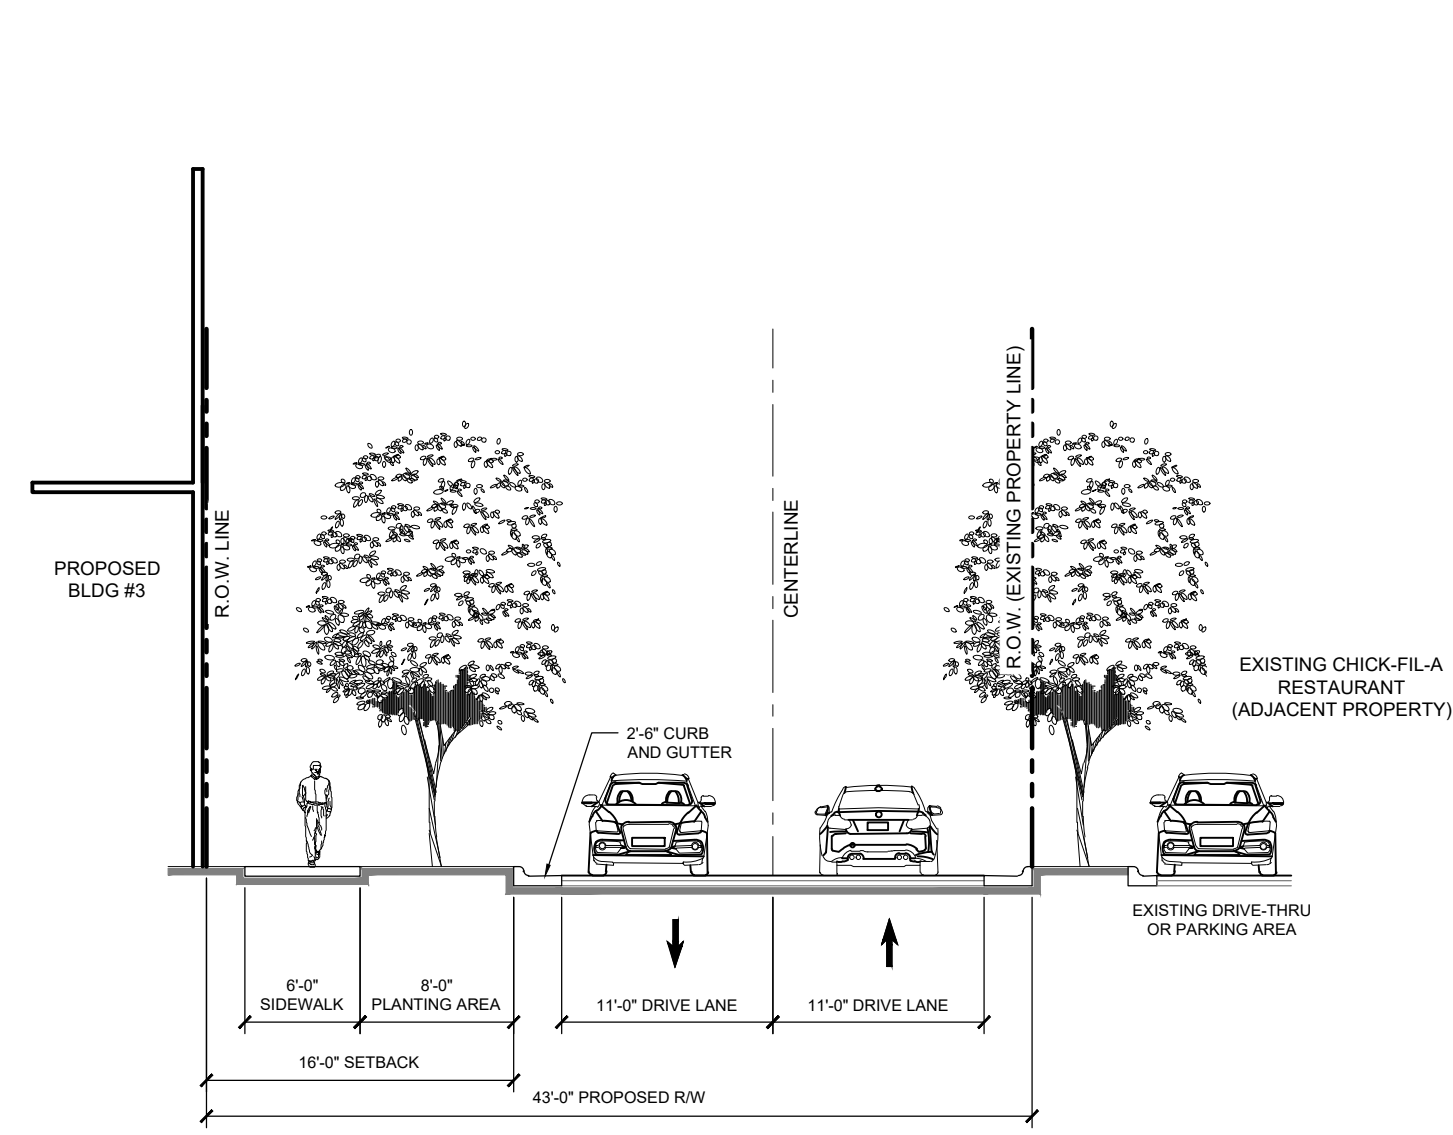 R.O.W. LINE
CENTERLINE
R.O.W. (EXISTING PROPERTY LINE)
PROPOSED
BLDG #3
EXISTING CHICK-FIL-A
RESTAURANT
(ADJACENT PROPERTY)
2'-6" CURB
AND GUTTER
EXISTING DRIVE-THRU
OR PARKING AREA
6'-0"
SIDEWALK
8'-0"
PLANTING AREA
11'-0" DRIVE LANE
11'-0" DRIVE LANE
16'-0" SETBACK
43'-0" PROPOSED R/W